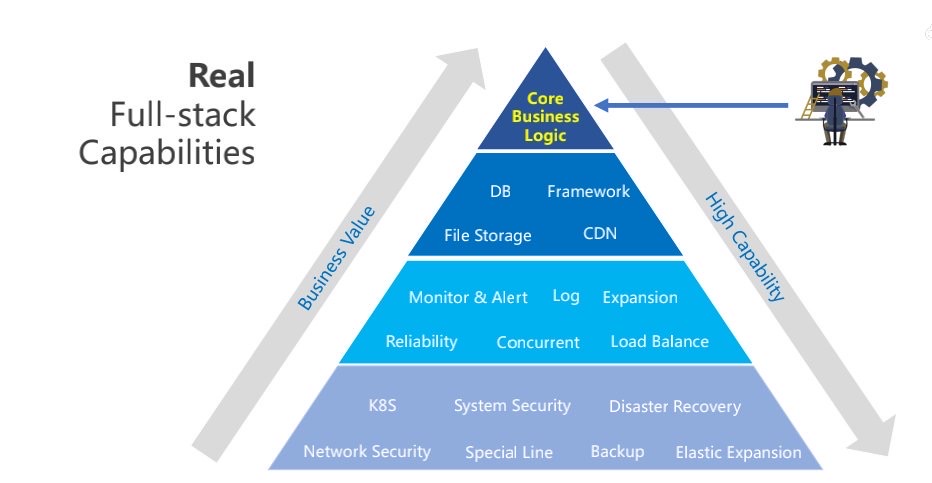 Real
Full-stack
Capabilities
Business Value
High Capability
Core
Business
Logic
DB Framework
File Storage CDN
Monitor & Alert Log Expansion
Reliability Concurrent Load Balance
K8S System Security Disaster Recovery
Network Security Special Line Backup Elastic Expansion